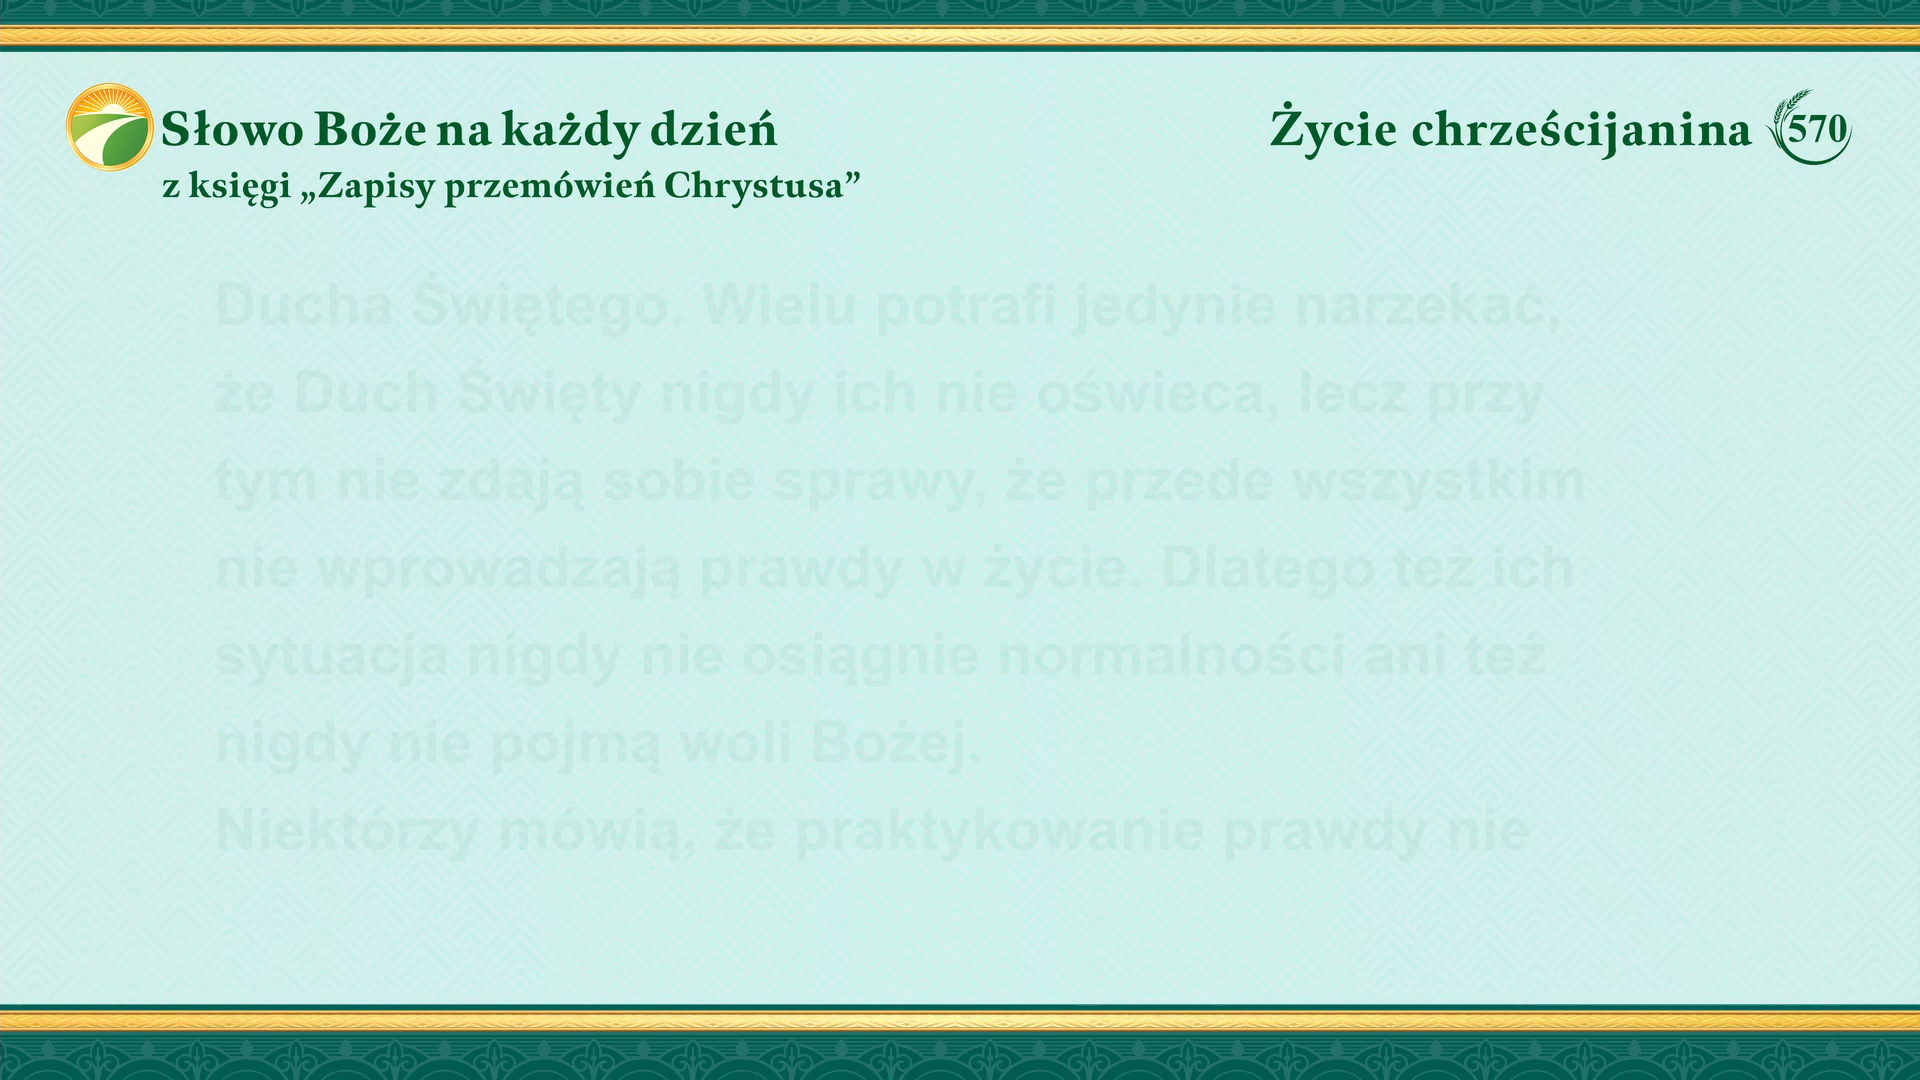 Słowo Boże na każdy dzień
z księgi „Zapisy przemówień Chrystusa”
Życie chrześcijanina 570
Ducha Świętego. Wielu potrafi jedynie narzekać,
że Duch Święty nigdy ich nie oświeca, lecz przy
tym nie zdają sobie sprawy, że przede wszystkim
nie wprowadzają prawdy w życie. Dlatego też ich
sytuacja nigdy nie osiągnie normalności ani też
nigdy nie pojmą woli Bożej.
Niektórzy mówią, że praktykowanie prawdy nie